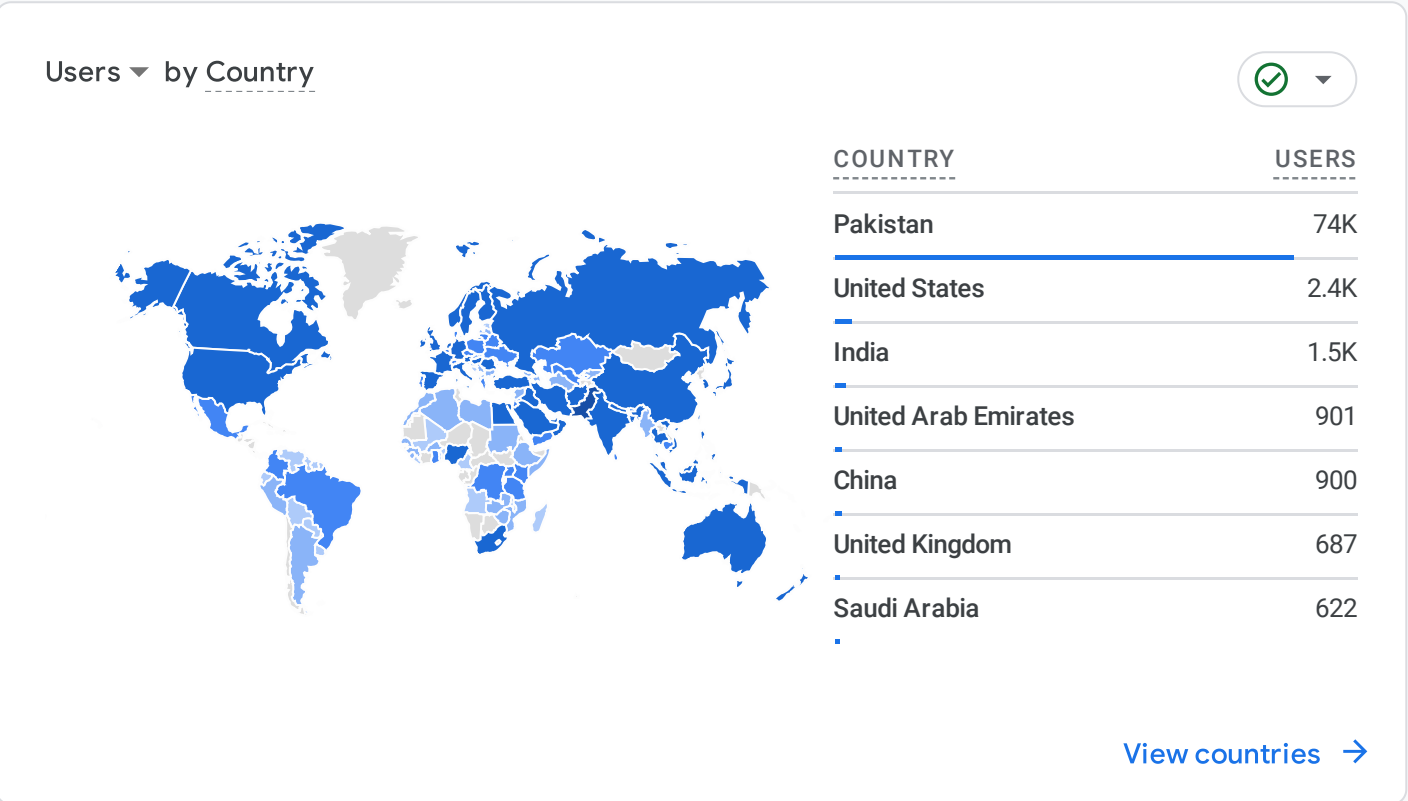 Users by Country
COUNTRY USERS
Pakistan 74K
United States 2.4K
India 1.5K
United Arab Emirates 901
China 900
United Kingdom 687
Saudi Arabia 622
View countries